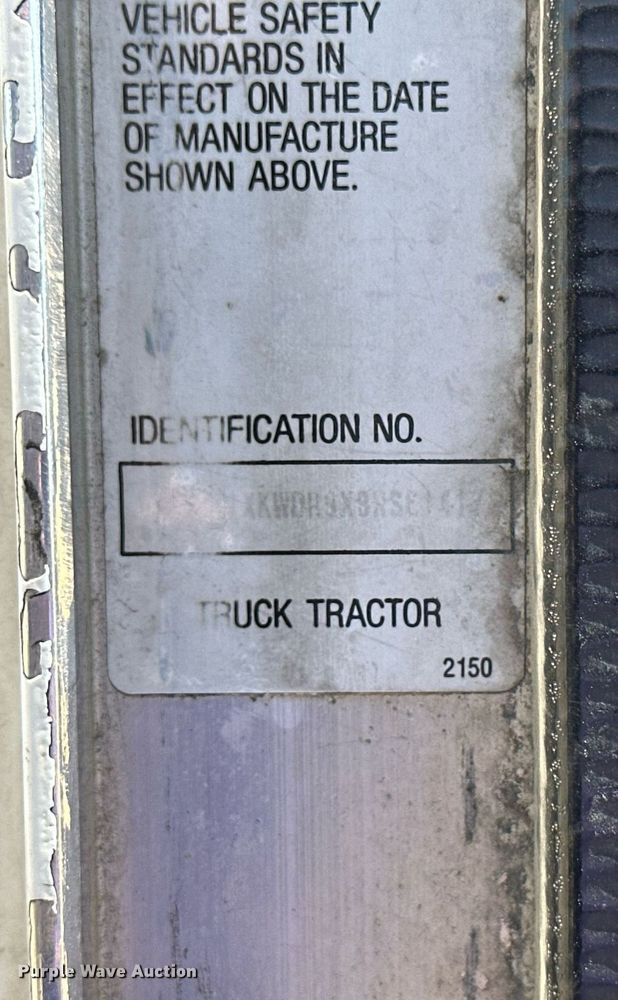 VEHICLE SAFETY
STANDARDS IN
EFFECT ON THE DATE
OF MANUFACTURE
SHOWN ABOVE.
IDENTIFICATION NO.
TRUCK TRACTOR
2150
Purple Wave Auction